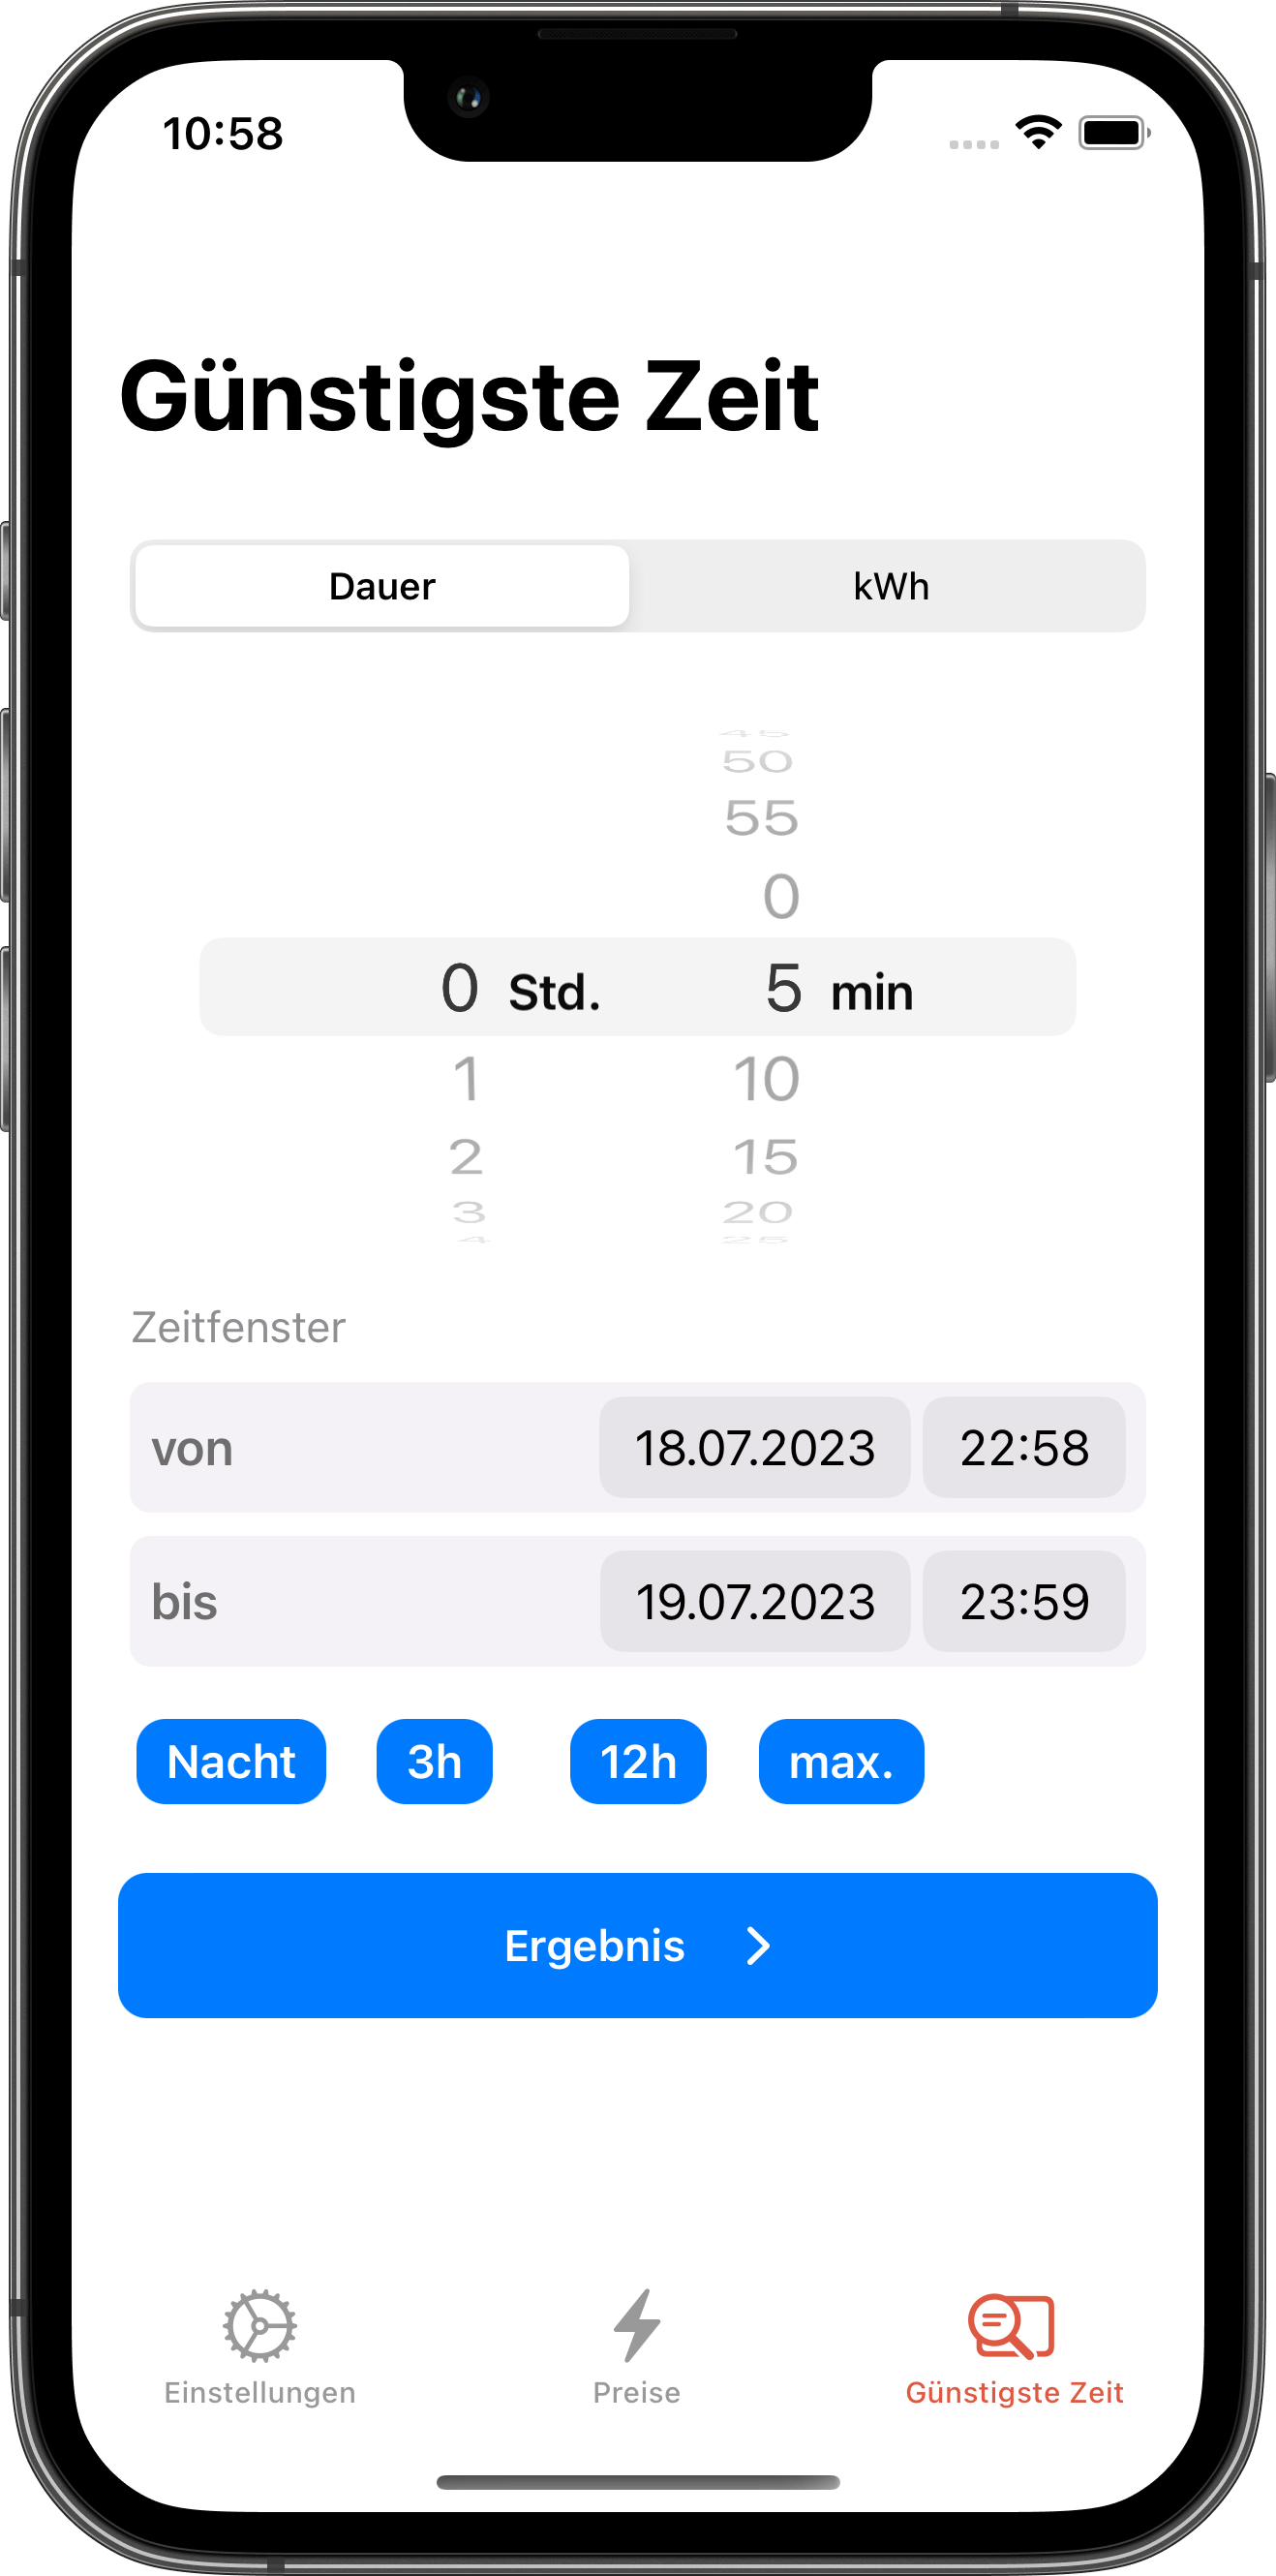 10:58
Günstigste Zeit
Dauer kWh
45
50
55
0
0 Std. 5 min
1 10
2 15
3 20
4 25
Zeitfenster
von 18.07.2023 22:58
bis 19.07.2023 23:59
Nacht 3h 12h max.
Ergebnis
Einstellungen Preise Günstigste Zeit